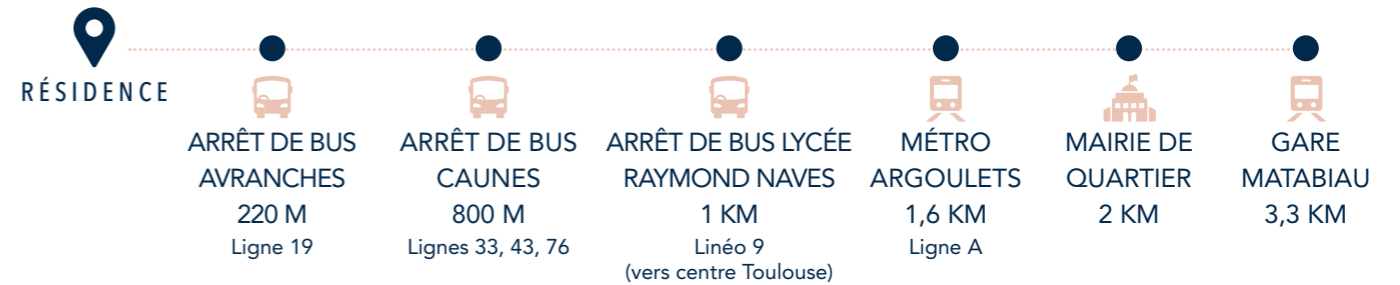 RÉSIDENCE
ARRÊT DE BUS
AVRANCHES
220 M
Ligne 19
ARRÊT DE BUS
CAUNES
800 M
Lignes 33, 43, 76
ARRÊT DE BUS LYCÉE
RAYMOND NAVES
1 KM
Linéo 9
(vers centre Toulouse)
MÉTRO
ARGOULETS
1,6 KM
Ligne A
MAIRIE DE
QUARTIER
2 KM
GARE
MATABIAU
3,3 KM